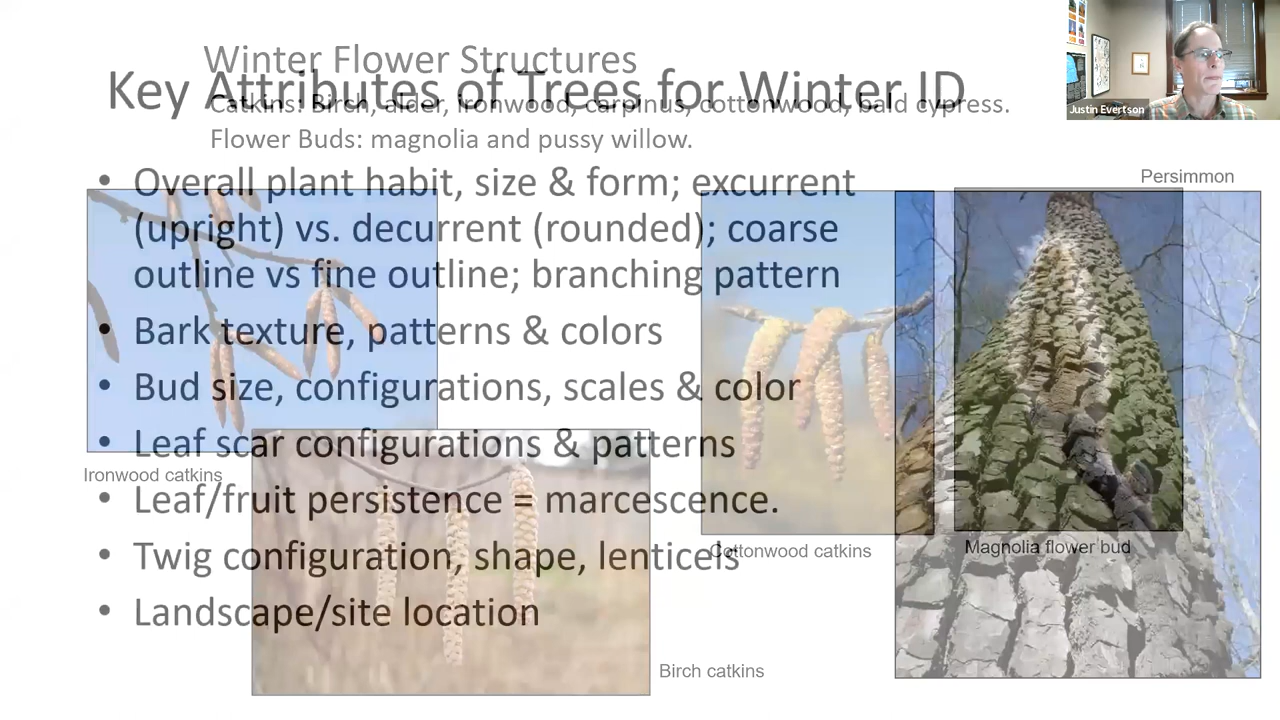 Winter Flower Structures
Key Attributes of Trees for Winter ID
Catkins: Birch, alder, ironwood, carpinus, cottonwood, bald cypress.
Flower Buds: magnolia and pussy willow.
Justin Evertson
Persimmon
• Overall plant habit, size & form; excurrent
(upright) vs. decurrent (rounded); coarse
outline vs fine outline; branching pattern
• Bark texture, patterns & colors
• Bud size, configurations, scales & color
• Leaf scar configurations & patterns
Ironwood catkins
• Leaf/fruit persistence = marcescence.
• Twig configuration, shape, lenticels
Cottonwood catkins
Magnolia flower bud
• Landscape/site location
Birch catkins